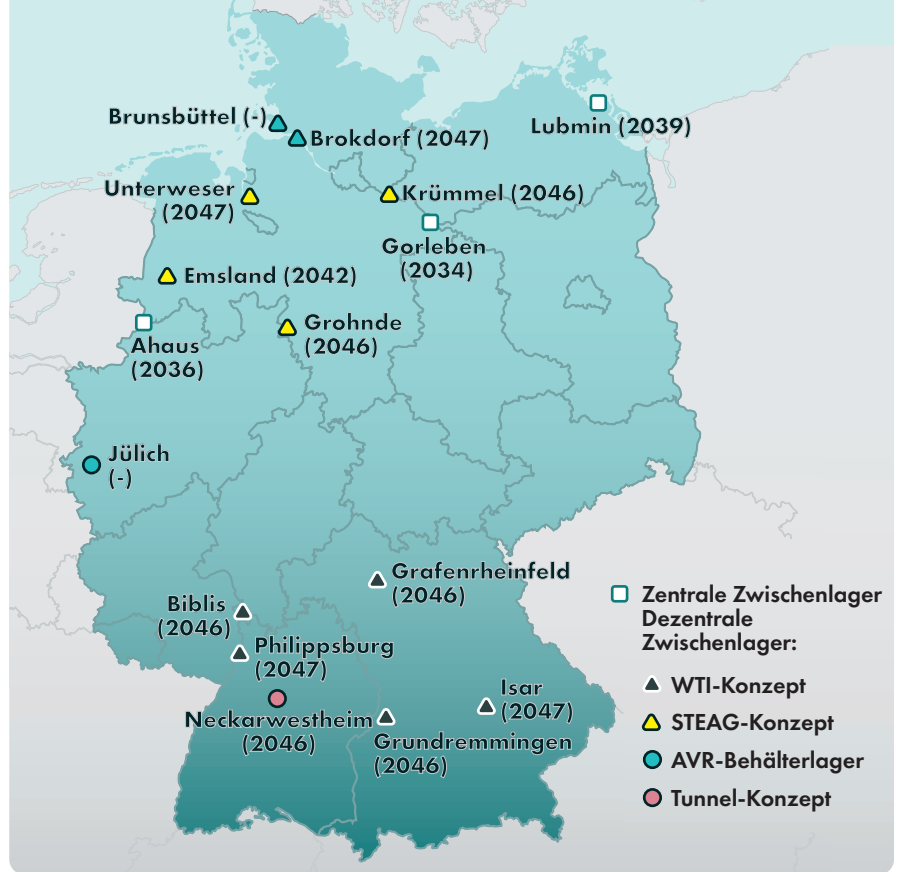 Brunsbüttel (-)
Brokdorf (2047)
Lubmin (2039)
Unterweser
(2047)
Krümmel (2046)
Gorleben
(2034)
Emsland (2042)
Grohnde
(2046)
Ahaus
(2036)
Jülich
(-)
Grafenrheinfeld
(2046)
Biblis
(2046)
Philippsburg
(2047)
Isar
(2047)
Neckarwestheim
(2046)
Grundremmingen
(2046)
Zentrale Zwischenlager
Dezentrale
Zwischenlager:
WTI-Konzept
STEAG-Konzept
AVR-Behälterlager
Tunnel-Konzept